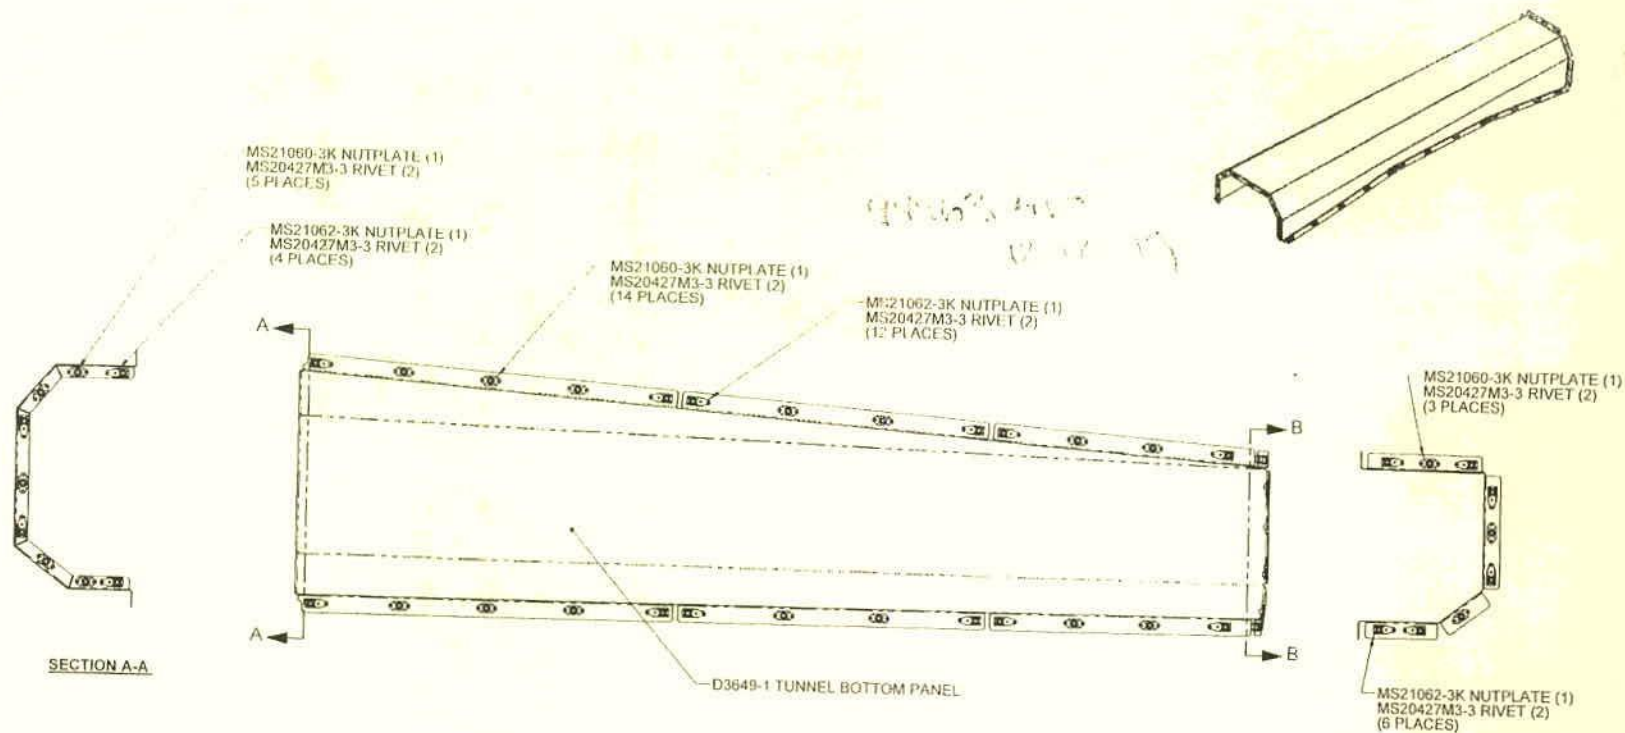 MS21060-3K NUTPLATE (1)
MS20427M3-3 RIVET (2)
(5 PLACES)
MS21062-3K NUTPLATE (1)
MS20427M3-3 RIVET (2)
(4 PLACES)
MS21060-3K NUTPLATE (1)
MS20427M3-3 RIVET (2)
(14 PLACES)
MS21062-3K NUTPLATE (1)
MS20427M3-3 RIVET (2)
(12 PLACES)
MS21060-3K NUTPLATE (1)
MS20427M3-3 RIVET (2)
(3 PLACES)
A
B
A
B
SECTION A-A
D3649-1 TUNNEL BOTTOM PANEL
MS21062-3K NUTPLATE (1)
MS20427M3-3 RIVET (2)
(6 PLACES)